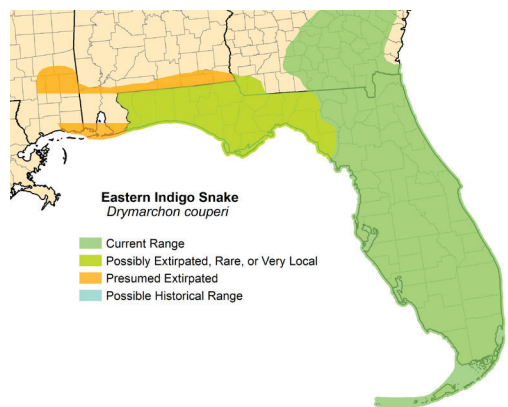 Eastern Indigo Snake
Drymarchon couperi
Current Range
Possibly Extirpated, Rare, or Very Local
Presumed Extirpated
Possible Historical Range